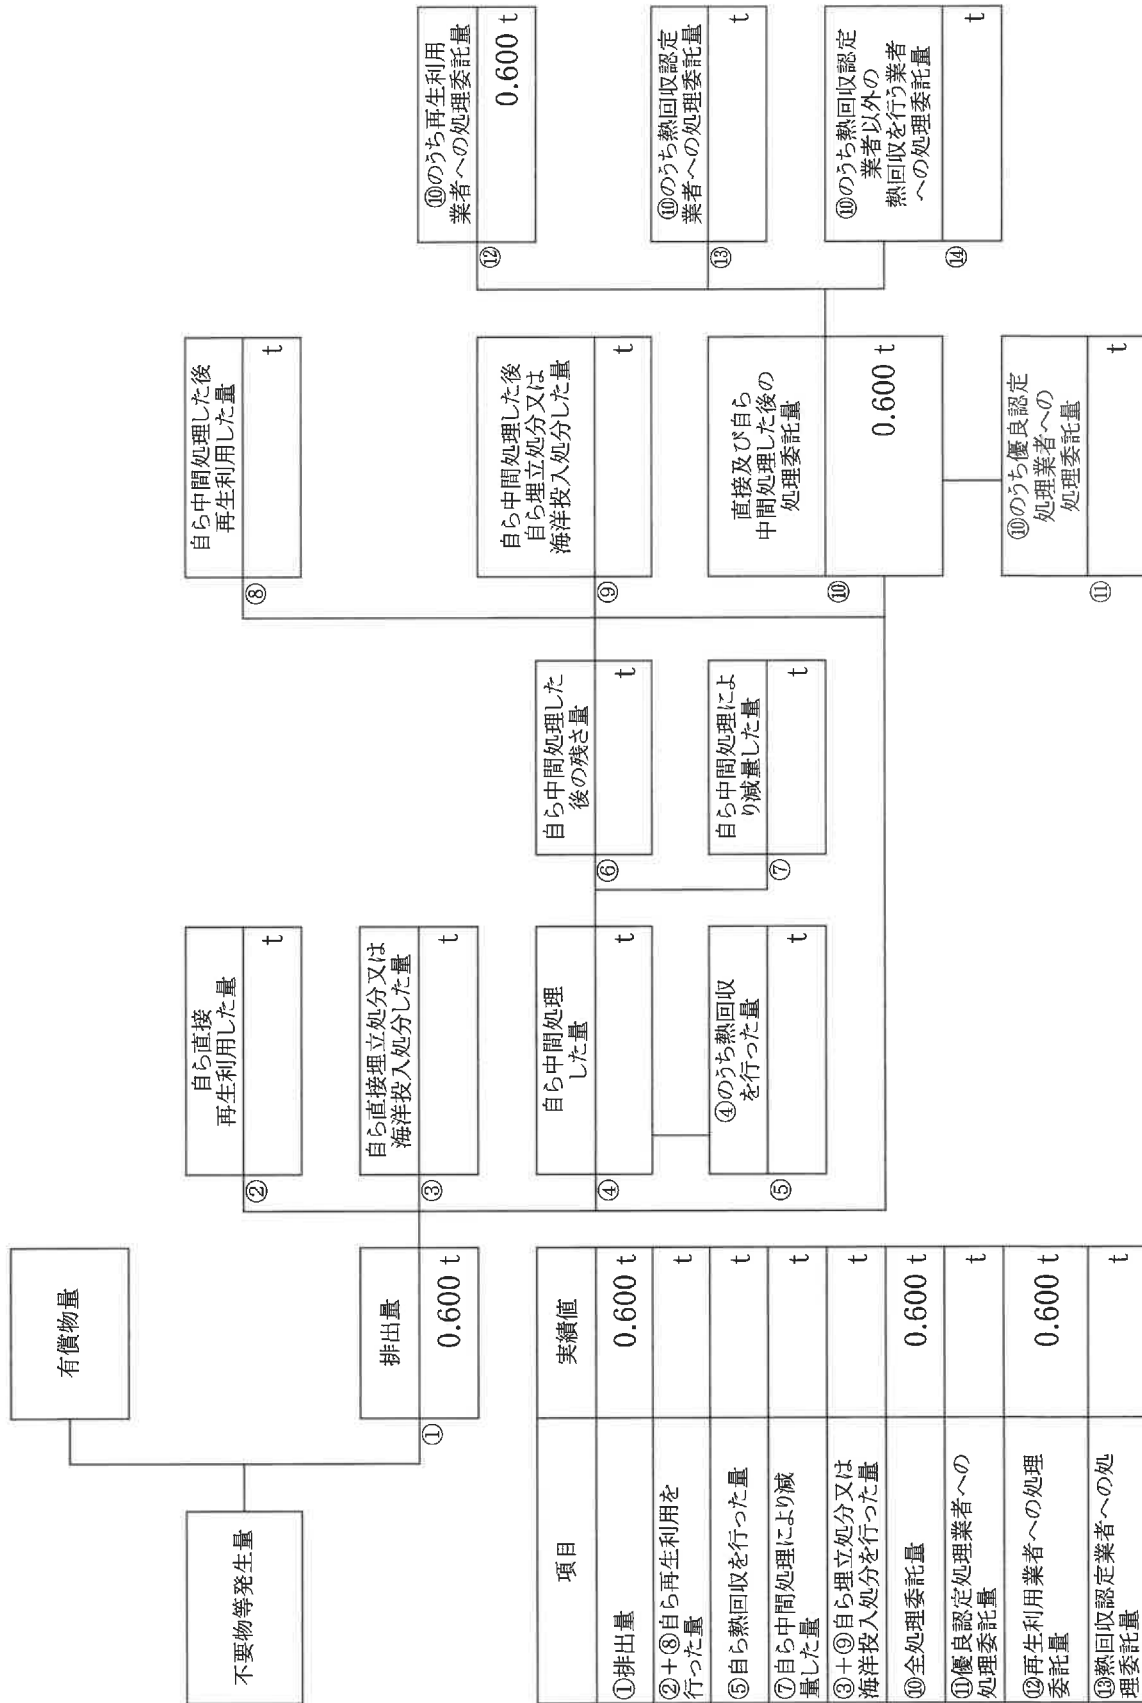 不要物等発生量
有償物量
①
排出量
0.600 t
②
自ら直接
再生利用した量
t
③
自ら直接埋立処分又は
海洋投入処分した量
t
④
自ら中間処理
した量
t
⑤
④のうち熱回収
を行った量
t
⑥
自ら中間処理した
後の残さ量
t
⑦
自ら中間処理によ
り減量した量
t
⑧
自ら中間処理した後
再生利用した量
t
⑨
自ら中間処理した後
自ら埋立処分又は
海洋投入処分した量
t
⑩
直接及び自ら
中間処理した後の
処理委託量
0.600 t
⑪
⑩のうち優良認定
処理業者への
処理委託量
t
⑫
⑩のうち再生利用
業者への処理委託量
0.600 t
⑬
⑩のうち熱回収認定
業者への処理委託量
t
⑭
⑩のうち熱回収認定
業者以外の
熱回収を行う業者
への処理委託量
t
項目 実績値
①排出量 0.600 t
②+⑧自ら再生利用を
行った量 t
⑤自ら熱回収を行った量 t
⑦自ら中間処理により減
量した量 t
③+⑨自ら埋立処分又は
海洋投入処分を行った量 t
⑩全処理委託量 0.600 t
⑪優良認定処理業者への
処理委託量 t
⑫再生利用業者への処理
委託量 0.600 t
⑬熱回収認定業者への処
理委託量 t